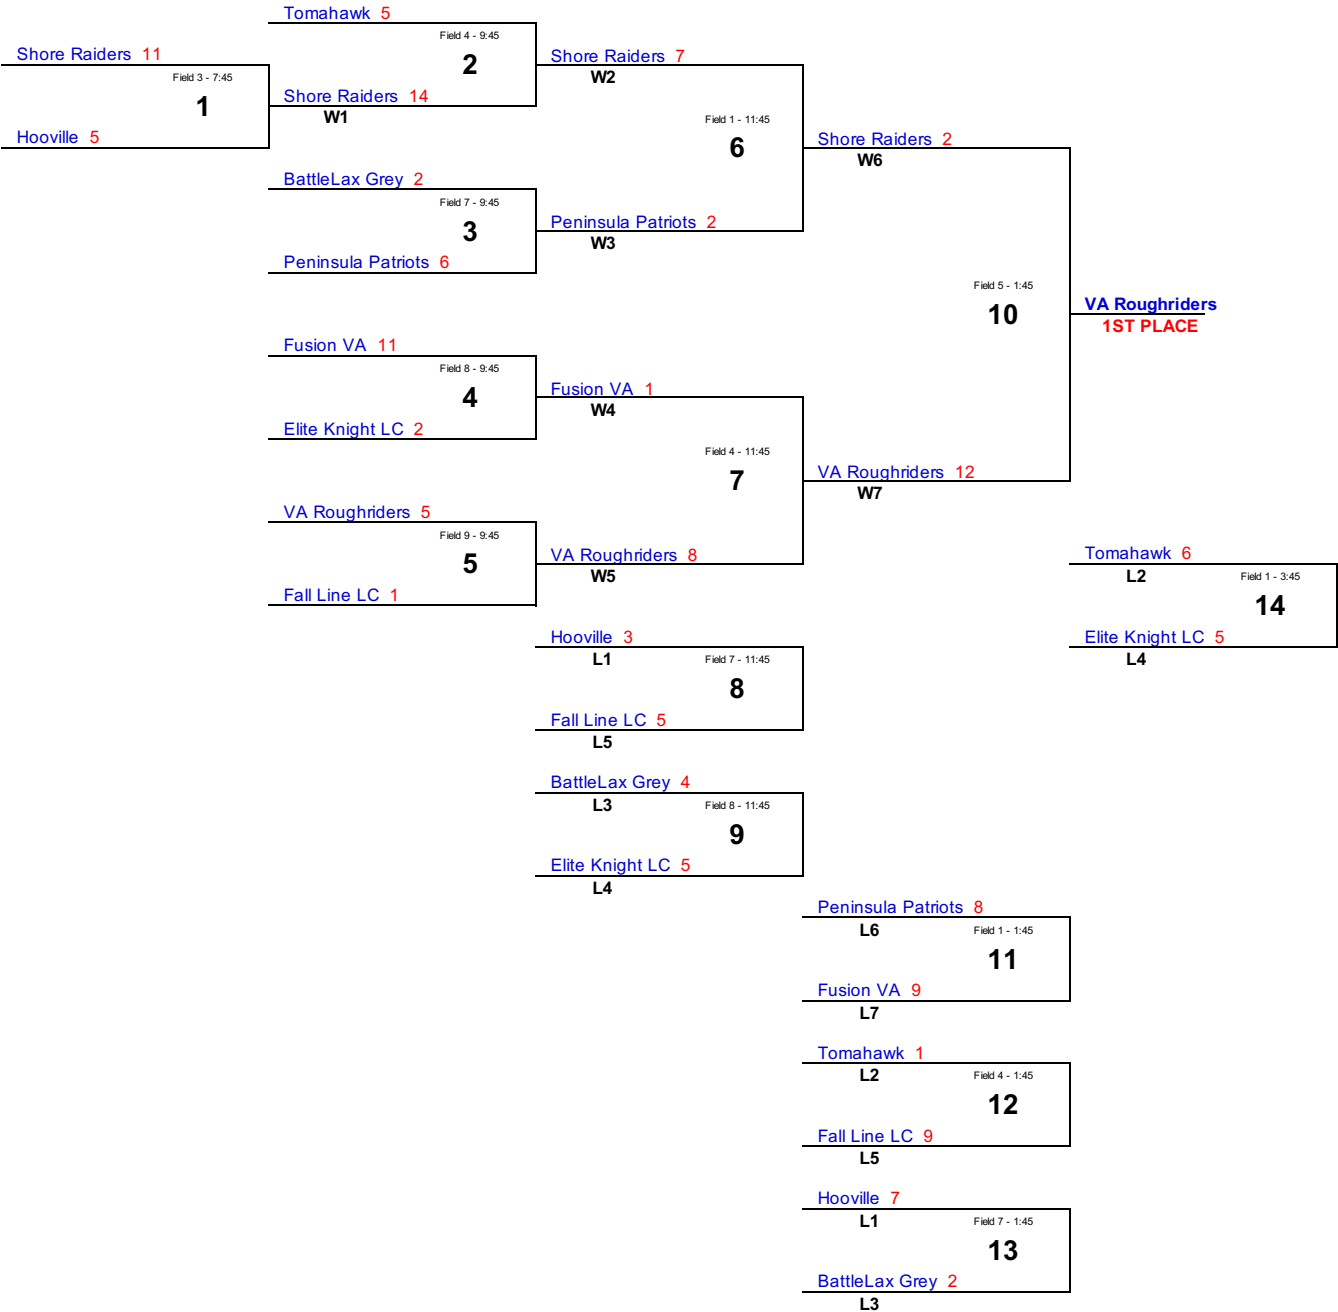 Tomahawk 5
Field 4 - 9:45
2
Shore Raiders 11
Field 3 - 7:45
1
Hooville 5
Shore Raiders 14
W1
Shore Raiders 7
W2
Field 1 - 11:45
6
BattleLax Grey 2
Field 7 - 9:45
3
Peninsula Patriots 6
Peninsula Patriots 2
W3
Shore Raiders 2
W6
Field 5 - 1:45
10
VA Roughriders
1ST PLACE
Fusion VA 11
Field 8 - 9:45
4
Elite Knight LC 2
Fusion VA 1
W4
Field 4 - 11:45
7
VA Roughriders 12
W7
VA Roughriders 5
Field 9 - 9:45
5
Fall Line LC 1
VA Roughriders 8
W5
Tomahawk 6
L2
Field 1 - 3:45
14
Elite Knight LC 5
L4
Hooville 3
L1
Field 7 - 11:45
8
Fall Line LC 5
L5
BattleLax Grey 4
L3
Field 8 - 11:45
9
Elite Knight LC 5
L4
Peninsula Patriots 8
L6
Field 1 - 1:45
11
Fusion VA 9
L7
Tomahawk 1
L2
Field 4 - 1:45
12
Fall Line LC 9
L5
Hooville 7
L1
Field 7 - 1:45
13
BattleLax Grey 2
L3